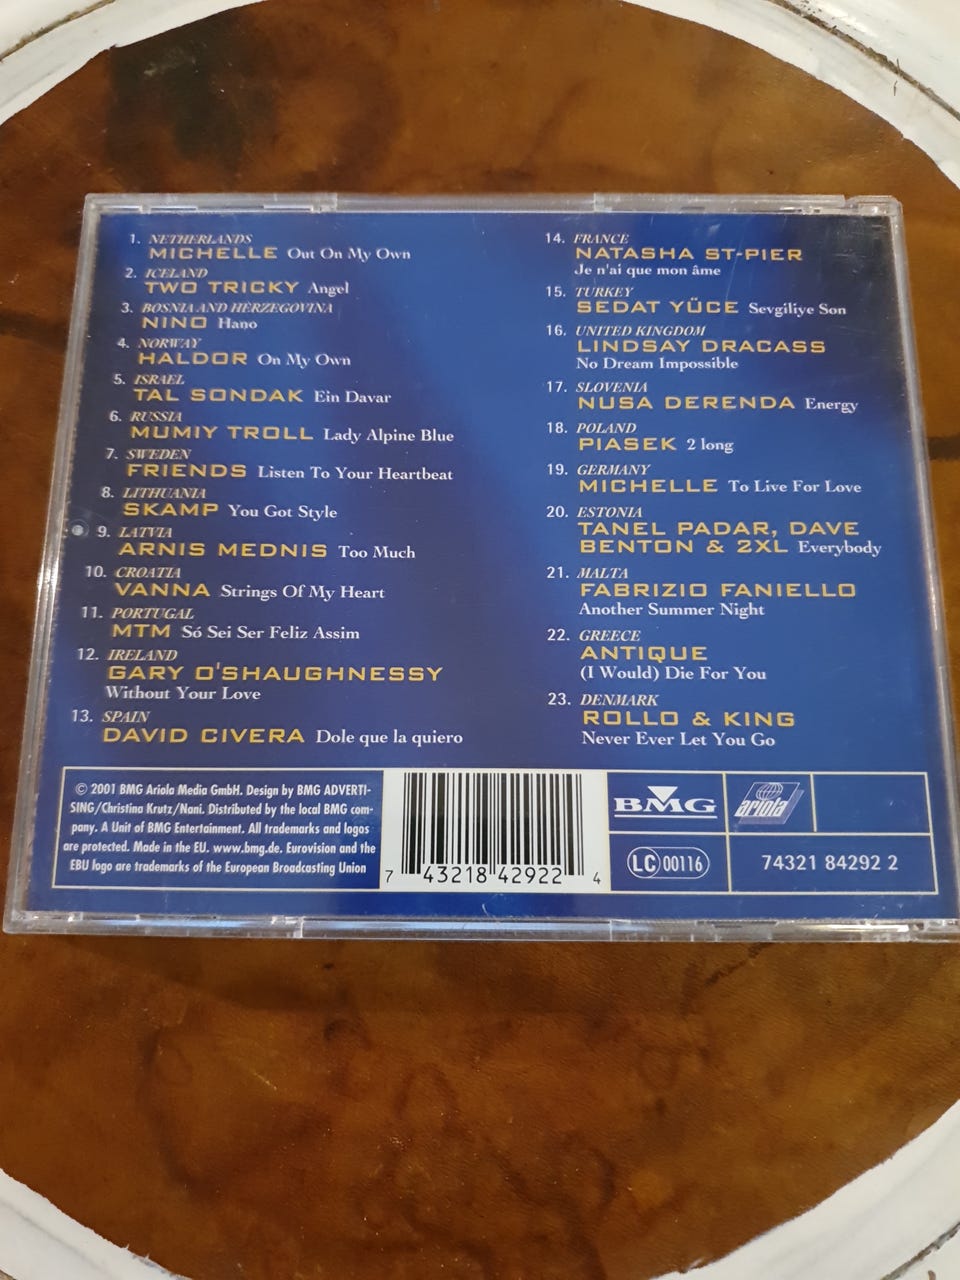 1. NETHERLANDS
MICHELLE Out On My Own
2. ICELAND
TWO TRICKY Angel
3. BOSNIA AND HERZEGOVINA
NINO Hano
4. NORWAY
HALDOR On My Own
5. ISRAEL
TAL SONDAK Ein Davar
6. RUSSIA
MUMIY TROLL Lady Alpine Blue
7. SWEDEN
FRIENDS Listen To Your Heartbeat
8. LITHUANIA
SKAMP You Got Style
9. LATVIA
ARNIS MEDNIS Too Much
10. CROATIA
VANNA Strings Of My Heart
11. PORTUGAL
MTM Só Sei Ser Feliz Assim
12. IRELAND
GARY O'SHAUGHNESSY
Without Your Love
13. SPAIN
DAVID CIVERA Dole que la quiero
14. FRANCE
NATASHA ST-PIER
Je n'ai que mon âme
15. TURKEY
SEDAT YÜCE Sevgiliye Son
16. UNITED KINGDOM
LINDSAY DRACASS
No Dream Impossible
17. SLOVENIA
NUSA DERENDA Energy
18. POLAND
PIASEK 2 long
19. GERMANY
MICHELLE To Live For Love
20. ESTONIA
TANEL PADAR, DAVE
BENTON & 2XL Everybody
21. MALTA
FABRIZIO FANIELLO
Another Summer Night
22. GREECE
ANTIQUE
(I Would) Die For You
23. DENMARK
ROLLO & KING
Never Ever Let You Go
© 2001 BMG Ariola Media GmbH. Design by BMG ADVERTI-
SING/Christina Krutz/Nani. Distributed by the local BMG com-
pany. A Unit of BMG Entertainment. All trademarks and logos
are protected. Made in the EU. www.bmg.de. Eurovision and the
EBU logo are trademarks of the European Broadcasting Union
7 43218 42922 4
BMG
ariola
LC 00116
74321 84292 2